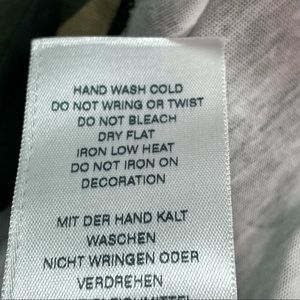 HAND WASH COLD
DO NOT WRING OR TWIST
DO NOT BLEACH
DRY FLAT
IRON LOW HEAT
DO NOT IRON ON
DECORATION
MIT DER HAND KALT
WASCHEN
NICHT WRINGEN ODER
VERDREHEN